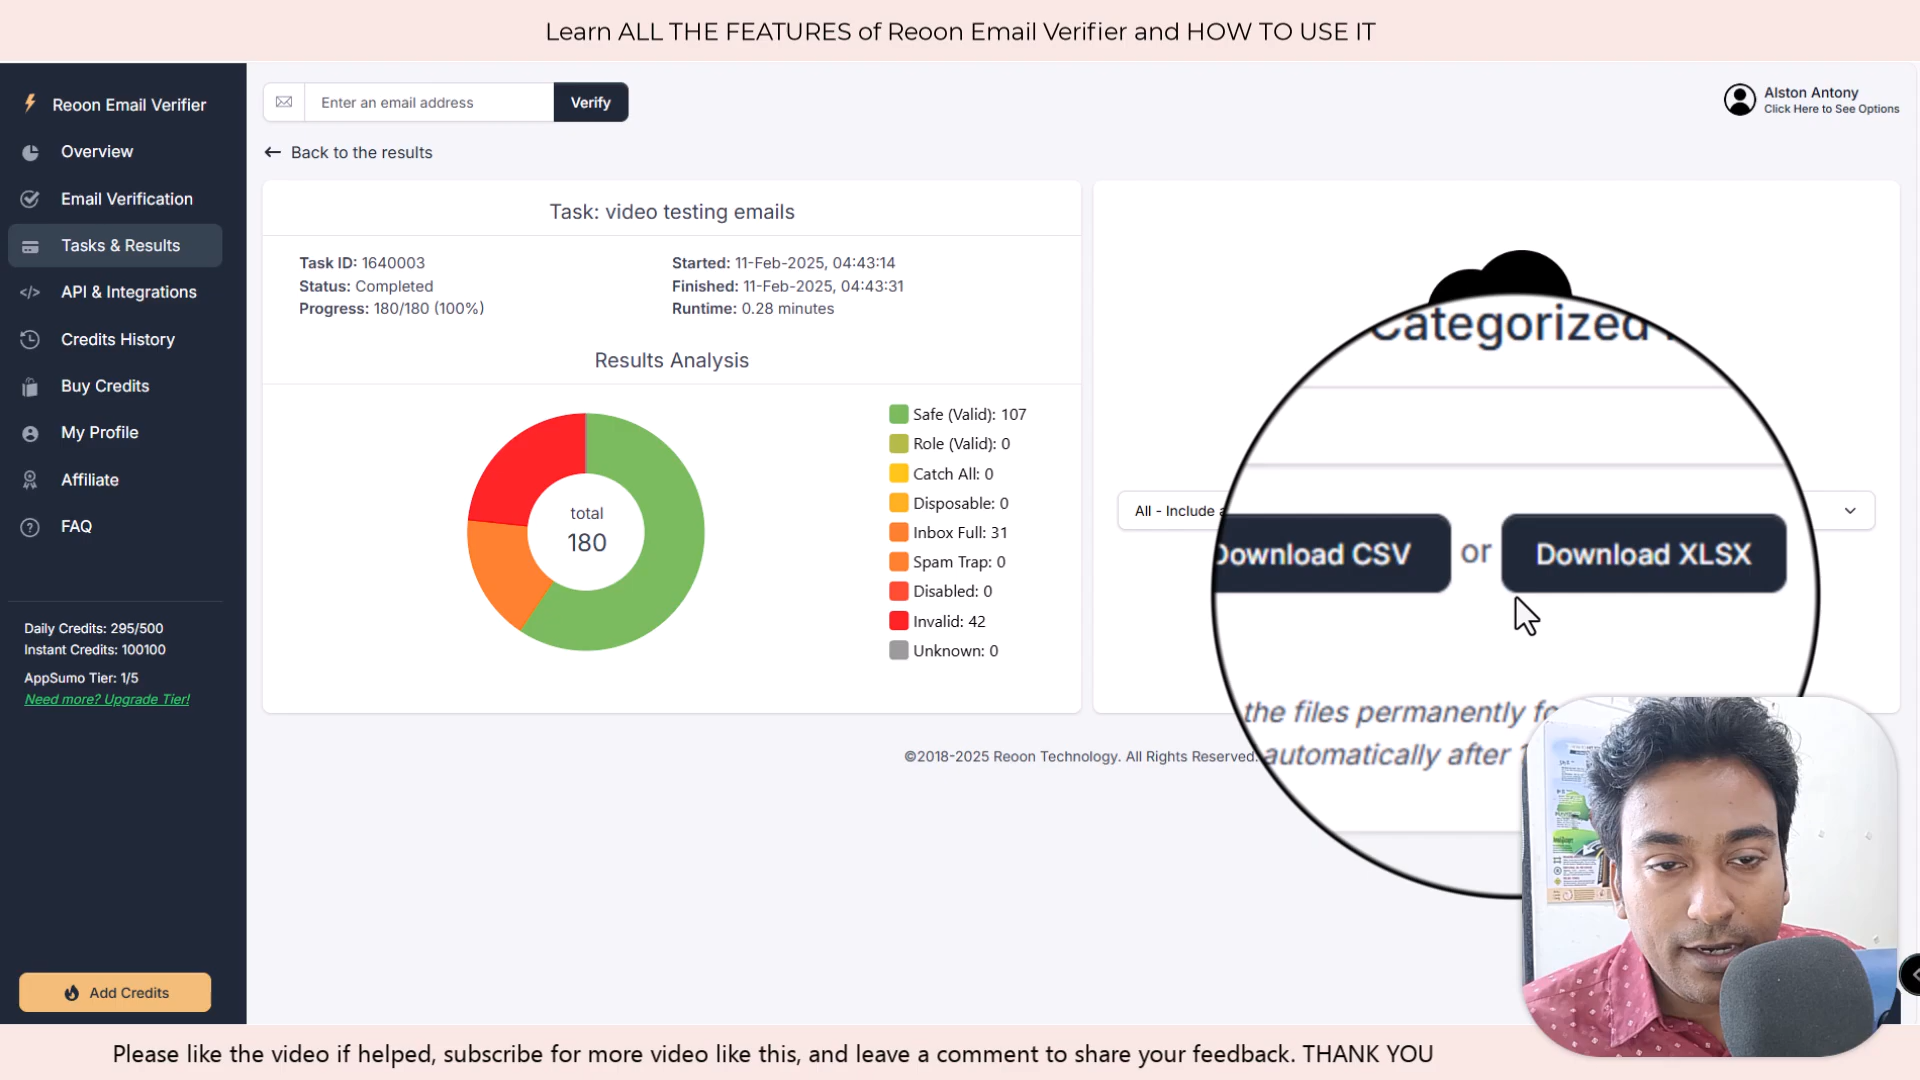 Learn ALL THE FEATURES of Reoon Email Verifier and HOW TO USE IT
Reoon Email Verifier
Overview
Email Verification
Tasks & Results
API & Integrations
Credits History
Buy Credits
My Profile
Affiliate
FAQ
Daily Credits: 295/500
Instant Credits: 100100
AppSumo Tier: 1/5
Need more? Upgrade Tier!
Add Credits
Enter an email address
Verify
Alston Antony
Click Here to See Options
Back to the results
Task: video testing emails
Task ID: 1640003
Status: Completed
Progress: 180/180 (100%)
Started: 11-Feb-2025, 04:43:14
Finished: 11-Feb-2025, 04:43:31
Runtime: 0.28 minutes
Results Analysis
total
180
Safe (Valid): 107
Role (Valid): 0
Catch All: 0
Disposable: 0
Inbox Full: 31
Spam Trap: 0
Disabled: 0
Invalid: 42
Unknown: 0
Categorized
All - Include
Download CSV or Download XLSX
the files permanently
automatically after
©2018-2025 Reoon Technology. All Rights Reserved.
Please like the video if helped, subscribe for more video like this, and leave a comment to share your feedback. THANK YOU